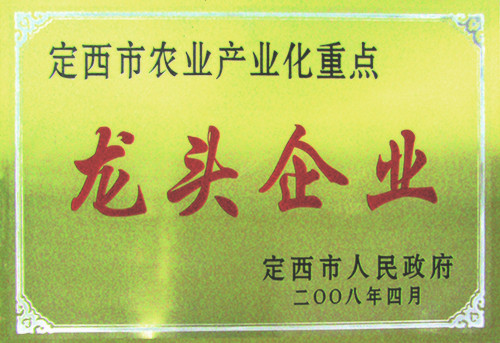 定西市农业产业化重点
龙头企业
定西市人民政府
二〇〇八年四月